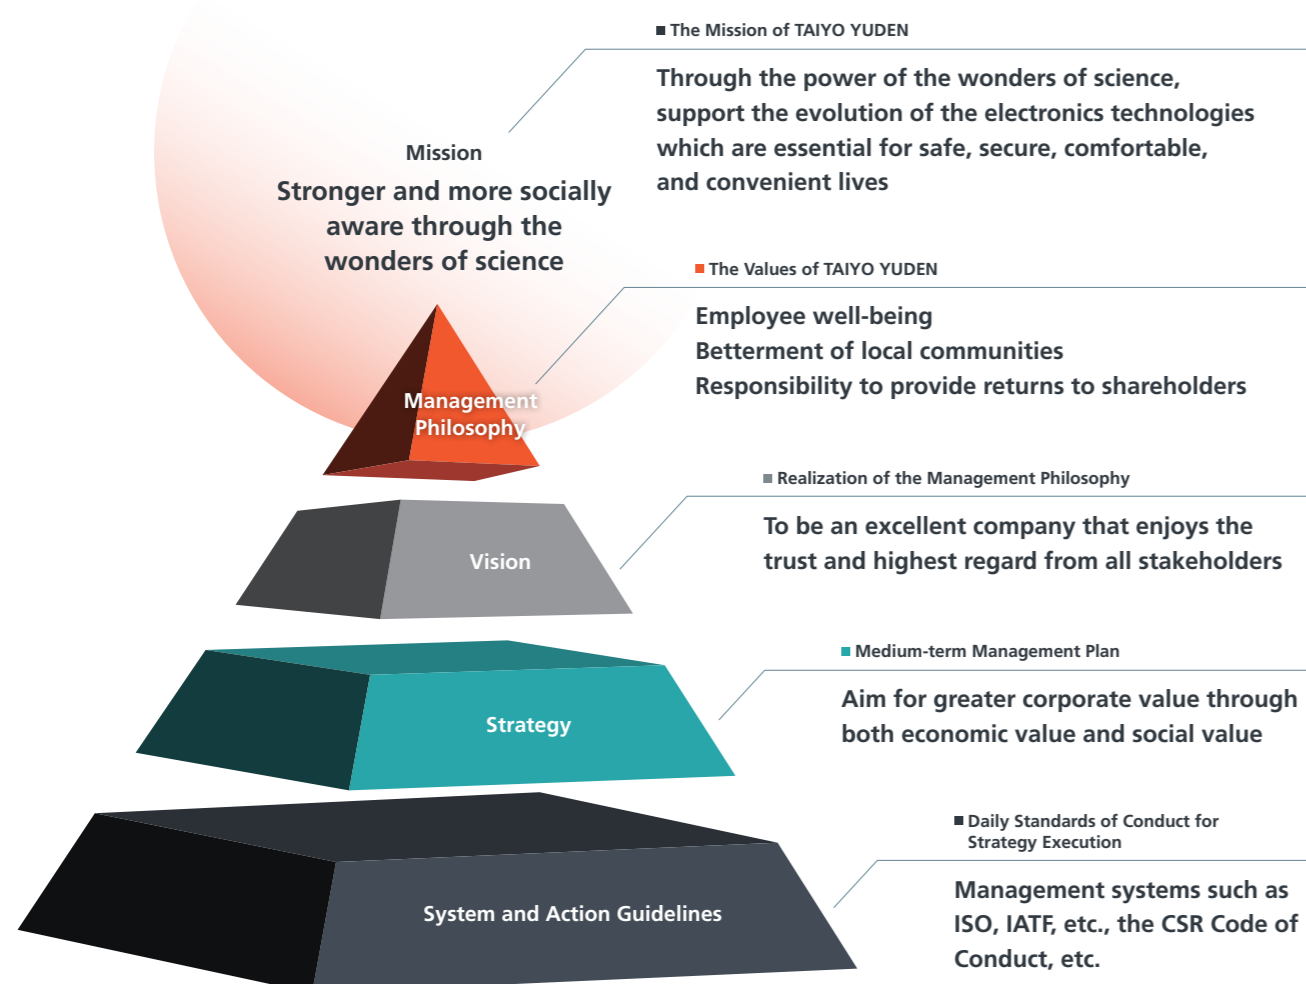 The Mission of TAIYO YUDEN
Through the power of the wonders of science,
support the evolution of the electronics technologies
which are essential for safe, secure, comfortable,
and convenient lives
Mission
Stronger and more socially
aware through the
wonders of science
The Values of TAIYO YUDEN
Employee well-being
Betterment of local communities
Responsibility to provide returns to shareholders
Management
Philosophy
Realization of the Management Philosophy
To be an excellent company that enjoys the
trust and highest regard from all stakeholders
Vision
Medium-term Management Plan
Aim for greater corporate value through
both economic value and social value
Strategy
Daily Standards of Conduct for
Strategy Execution
Management systems such as
ISO, IATF, etc., the CSR Code of
Conduct, etc.
System and Action Guidelines